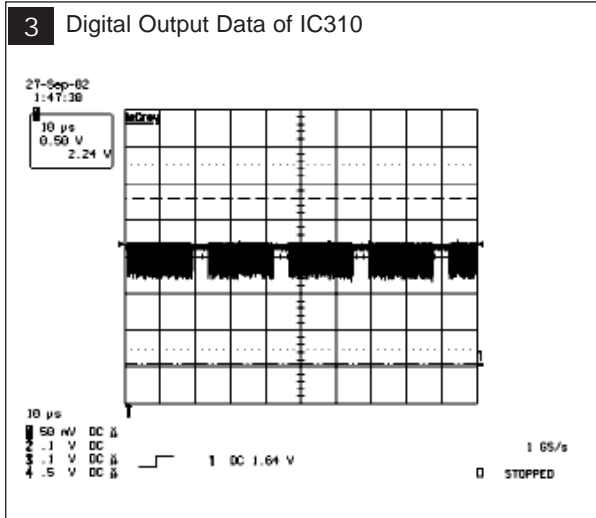 3 Digital Output Data of IC310
27-Sep-02
1:47:38
10 µs
0.50 V
2.24 V
LeCroy
1
10 µs
50 mV DC
2 .1 V DC
3 .1 V DC
4 .5 V DC
1 DC 1.64 V
1 GS/s
STOPPED